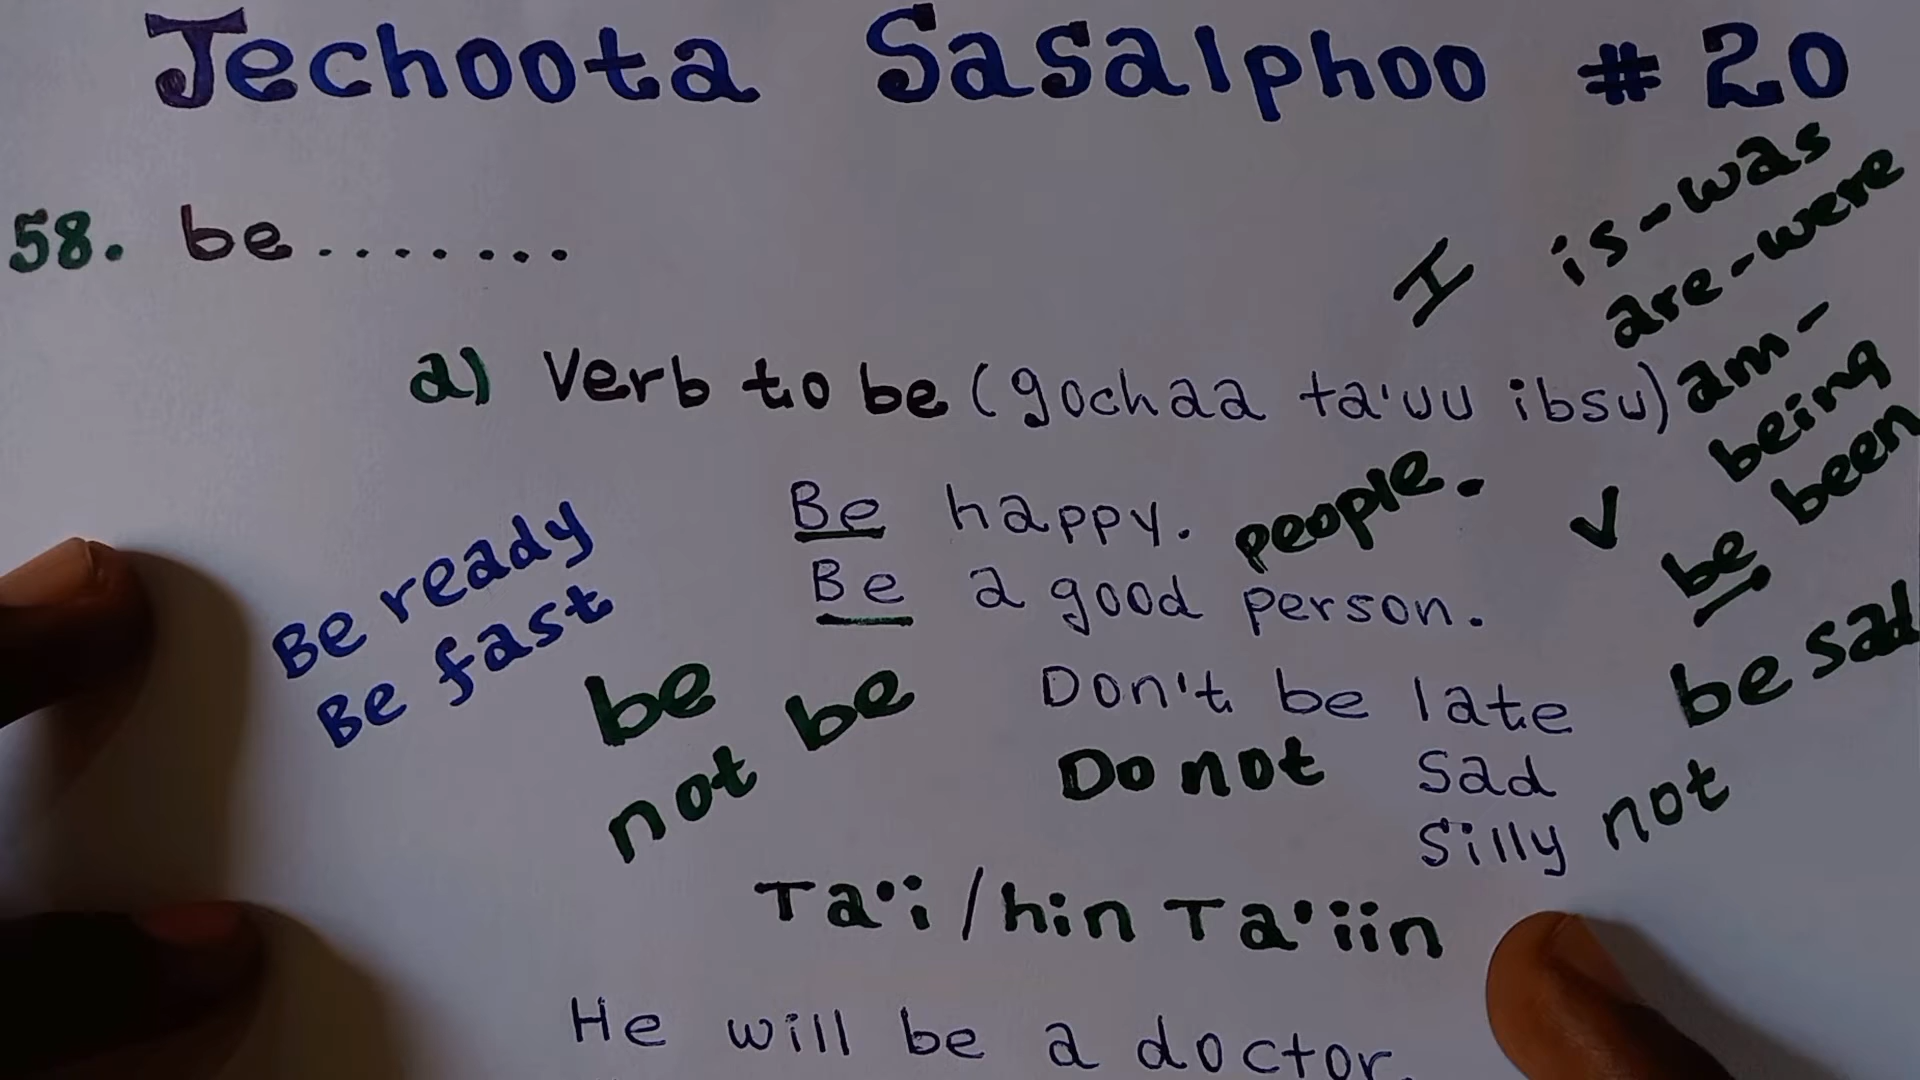 Jechoota Sasalphoo # 20
58. be........
I
is-was
are-were
am-
being
been
be
a) Verb to be (gochaa ta'uu ibsu)
Be happy. people.
Be a good person.
Be ready
Be fast
be
not be
Don't be late
Do not sad
silly not
be sad
Ta'i / hin Ta'iin
He will be a doctor.